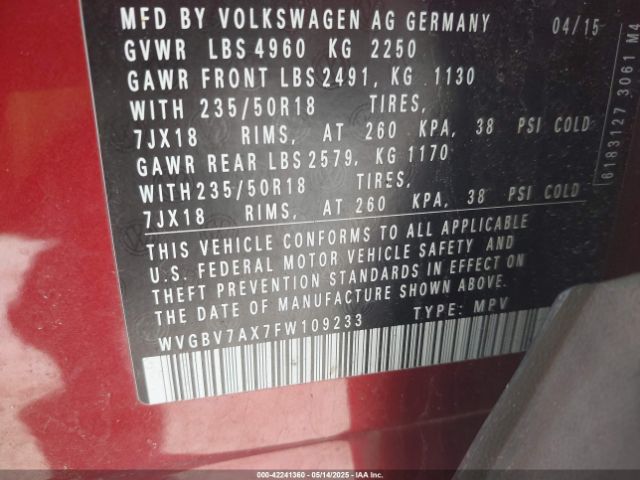 MFD BY VOLKSWAGEN AG GERMANY 04/15
GVWR LBS 4960 KG 2250
GAWR FRONT LBS 2491, KG 1130
WITH 235/50R18 TIRES,
7JX18 RIMS, AT 260 KPA, 38 PSI COLD
GAWR REAR LBS 2579, KG 1170
WITH235/50R18 TIRES,
7JX18 RIMS, AT 260 KPA, 38 PSI COLD
THIS VEHICLE CONFORMS TO ALL APPLICABLE
U.S. FEDERAL MOTOR VEHICLE SAFETY AND
THEFT PREVENTION STANDARDS IN EFFECT ON
THE DATE OF MANUFACTURE SHOWN ABOVE.
WVGBV7AX7FW109233 TYPE: MPV
6183127 3061 M4
000-42241360 - 05/14/2025 - IAA Inc.